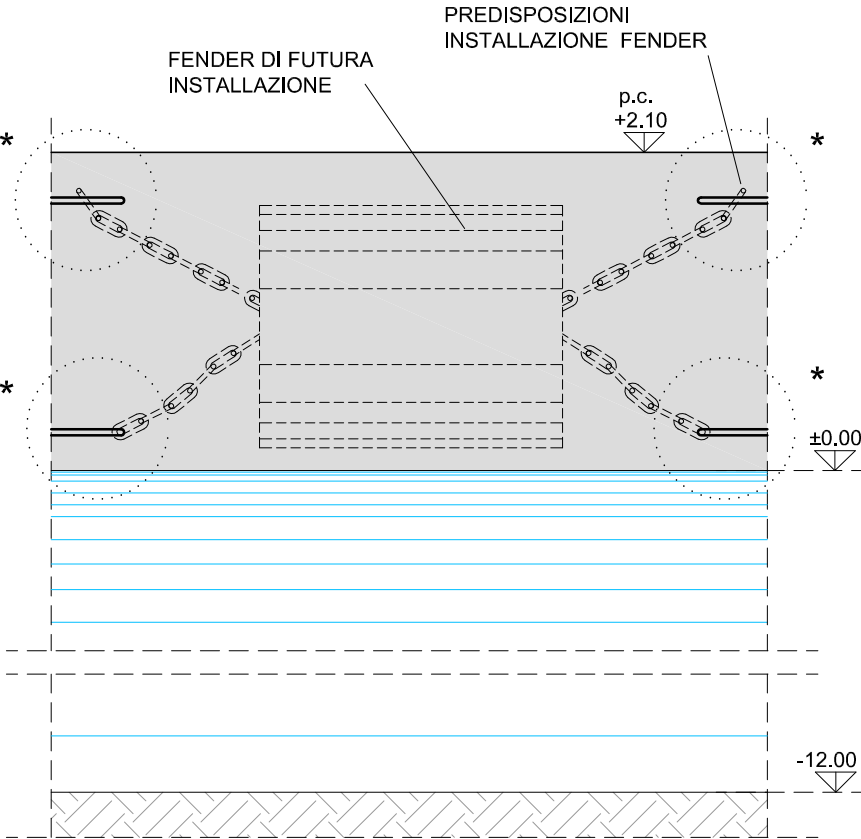 PREDISPOSIZIONI
INSTALLAZIONE FENDER
FENDER DI FUTURA
INSTALLAZIONE
p.c.
+2.10
* *
* *
±0.00
-12.00